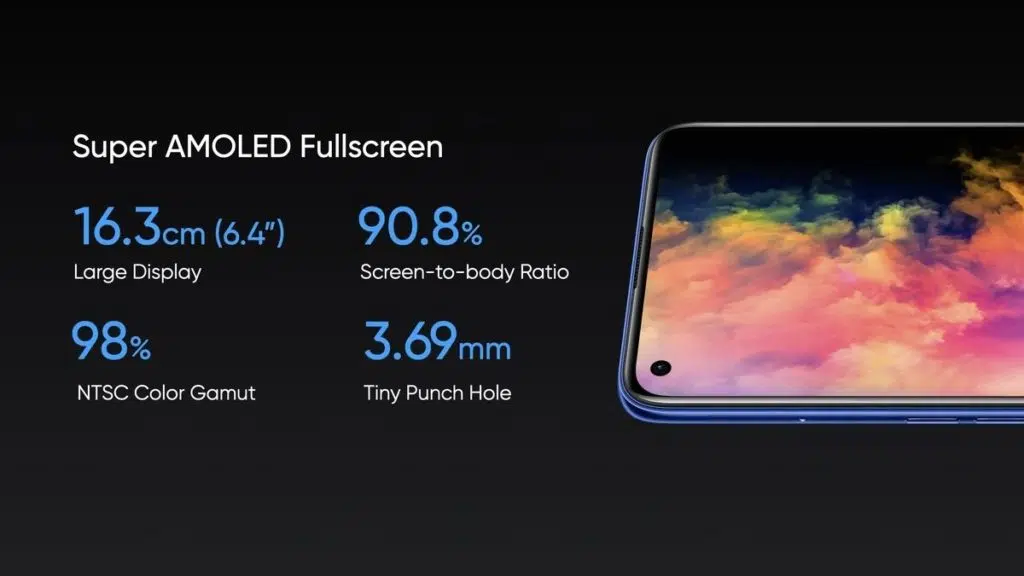 Super AMOLED Fullscreen
16.3cm (6.4″)
Large Display
90.8%
Screen-to-body Ratio
98%
NTSC Color Gamut
3.69mm
Tiny Punch Hole